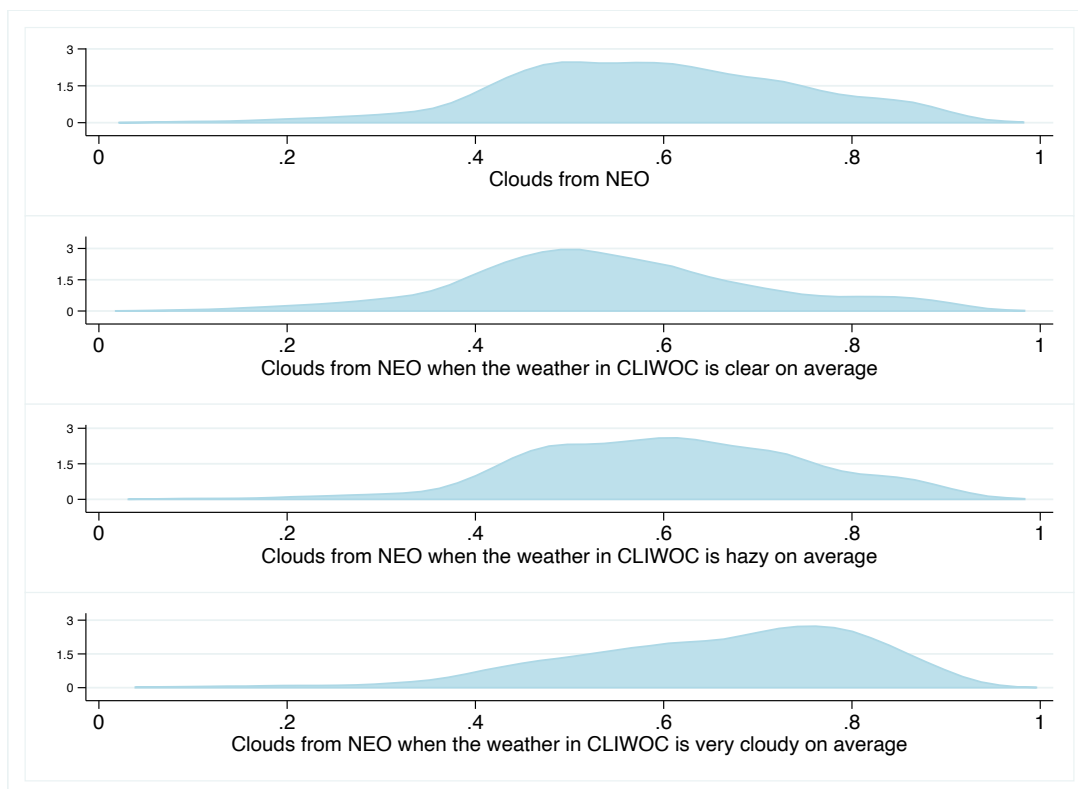 3
1.5
0
0 .2 .4 .6 .8 1
Clouds from NEO
3
1.5
0
0 .2 .4 .6 .8 1
Clouds from NEO when the weather in CLIWOC is clear on average
3
1.5
0
0 .2 .4 .6 .8 1
Clouds from NEO when the weather in CLIWOC is hazy on average
3
1.5
0
0 .2 .4 .6 .8 1
Clouds from NEO when the weather in CLIWOC is very cloudy on average